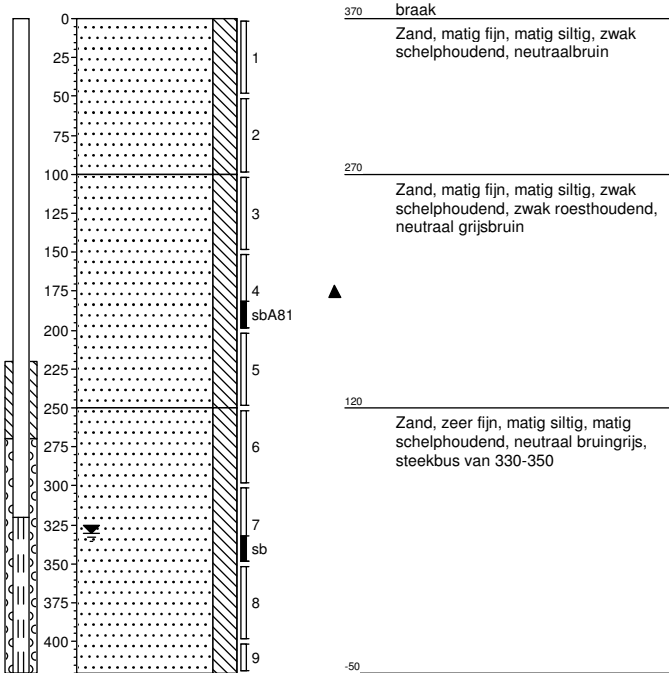 370 braak
Zand, matig fijn, matig siltig, zwak
schelphoudend, neutraalbruin
270
Zand, matig fijn, matig siltig, zwak
schelphoudend, zwak roesthoudend,
neutraal grijsbruin
120
Zand, zeer fijn, matig siltig, matig
schelphoudend, neutraal bruingrijs,
steekbus van 330-350
-50
0
25
50
75
100
125
150
175
200
225
250
275
300
325
350
375
400
1
2
3
4
sbA81
5
6
7
sb
8
9